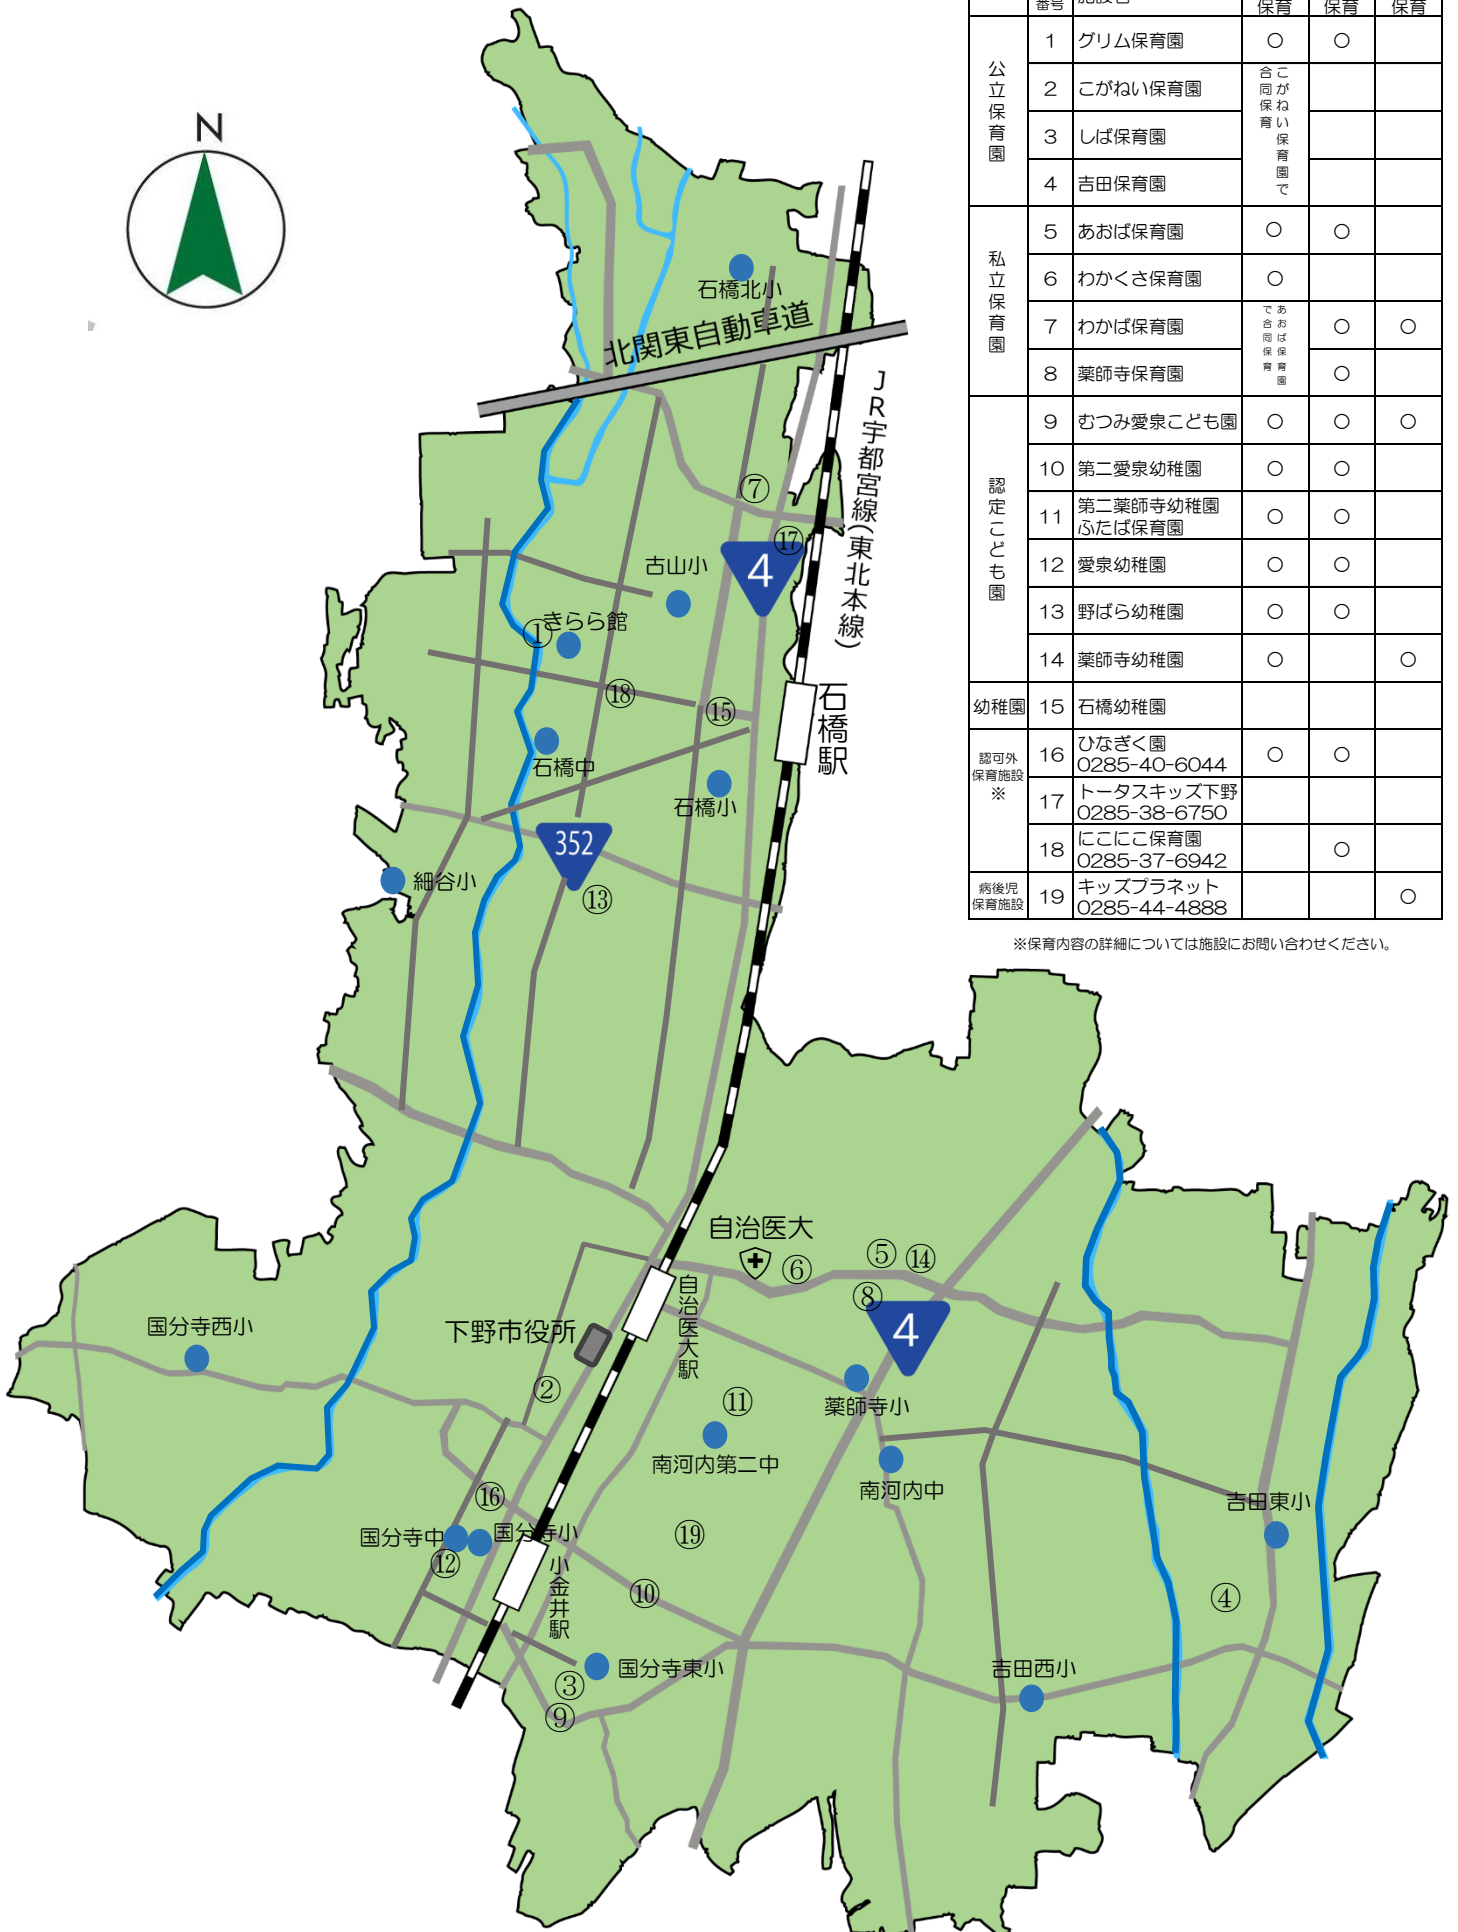 番号
保育 保育 保育
公立保育園
1 グリム保育園 ○ ○
2 こがねい保育園
こがねい保育園で
合同保育
3 しば保育園
4 吉田保育園
私立保育園
5 あおば保育園 ○ ○
6 わかくさ保育園 ○
7 わかば保育園 ○ ○
あおば保育園
で合同保育
8 薬師寺保育園 ○
認定こども園
9 むつみ愛泉こども園 ○ ○ ○
10 第二愛泉幼稚園 ○ ○
11 第二薬師寺幼稚園 ○ ○
ふたば保育園
12 愛泉幼稚園 ○ ○
13 野ばら幼稚園 ○ ○
14 薬師寺幼稚園 ○ ○
幼稚園 15 石橋幼稚園
認可外
保育施設
※
16 ひなぎく園 ○ ○
0285-40-6044
17 トータスキッズ下野
0285-38-6750
18 にこにこ保育園 ○
0285-37-6942
病後児
保育施設
19 キッズプラネット ○
0285-44-4888
※保育内容の詳細については施設にお問い合わせください。
N
石橋北小
北関東自動車道
JR宇都宮線(東北本線)
⑦
⑰
4
古山小
きらら館
①
⑱
⑮
石橋駅
石橋中
石橋小
352
細谷小
⑬
自治医大
⑥
⑤
⑭
⑧
4
自治医大駅
下野市役所
国分寺西小
②
⑪
薬師寺小
南河内第二中
南河内中
⑯
吉田東小
国分寺中
国分寺小
⑫
⑲
小金井駅
⑩
④
国分寺東小
吉田西小
③
⑨